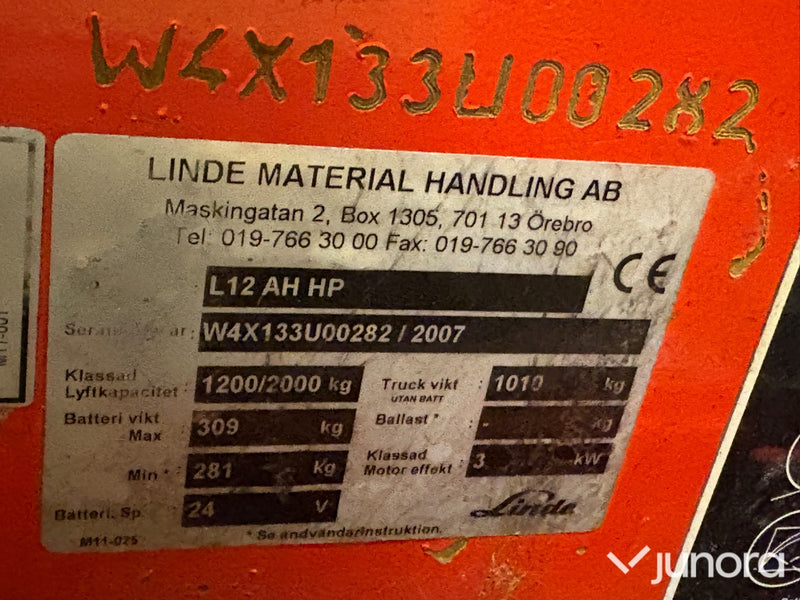 W4X133U00282
LINDE MATERIAL HANDLING AB
Maskingatan 2, Box 1305, 701 13 Örebro
Tel: 019-766 30 00 Fax: 019-766 30 90
CE
L12 AH HP
W4X133U00282 / 2007
Klassad Lyftkapacitet : 1200/2000 kg
Truck vikt UTAN BATT : 1010 kg
Batteri vikt Max : 309 kg
Ballast * : - kg
Min * : 281 kg
Klassad Motor effekt : 3 kW
Batteri. Sp. : 24 V
Linde
* Se andvändarinstruktion.
M11-025
junora